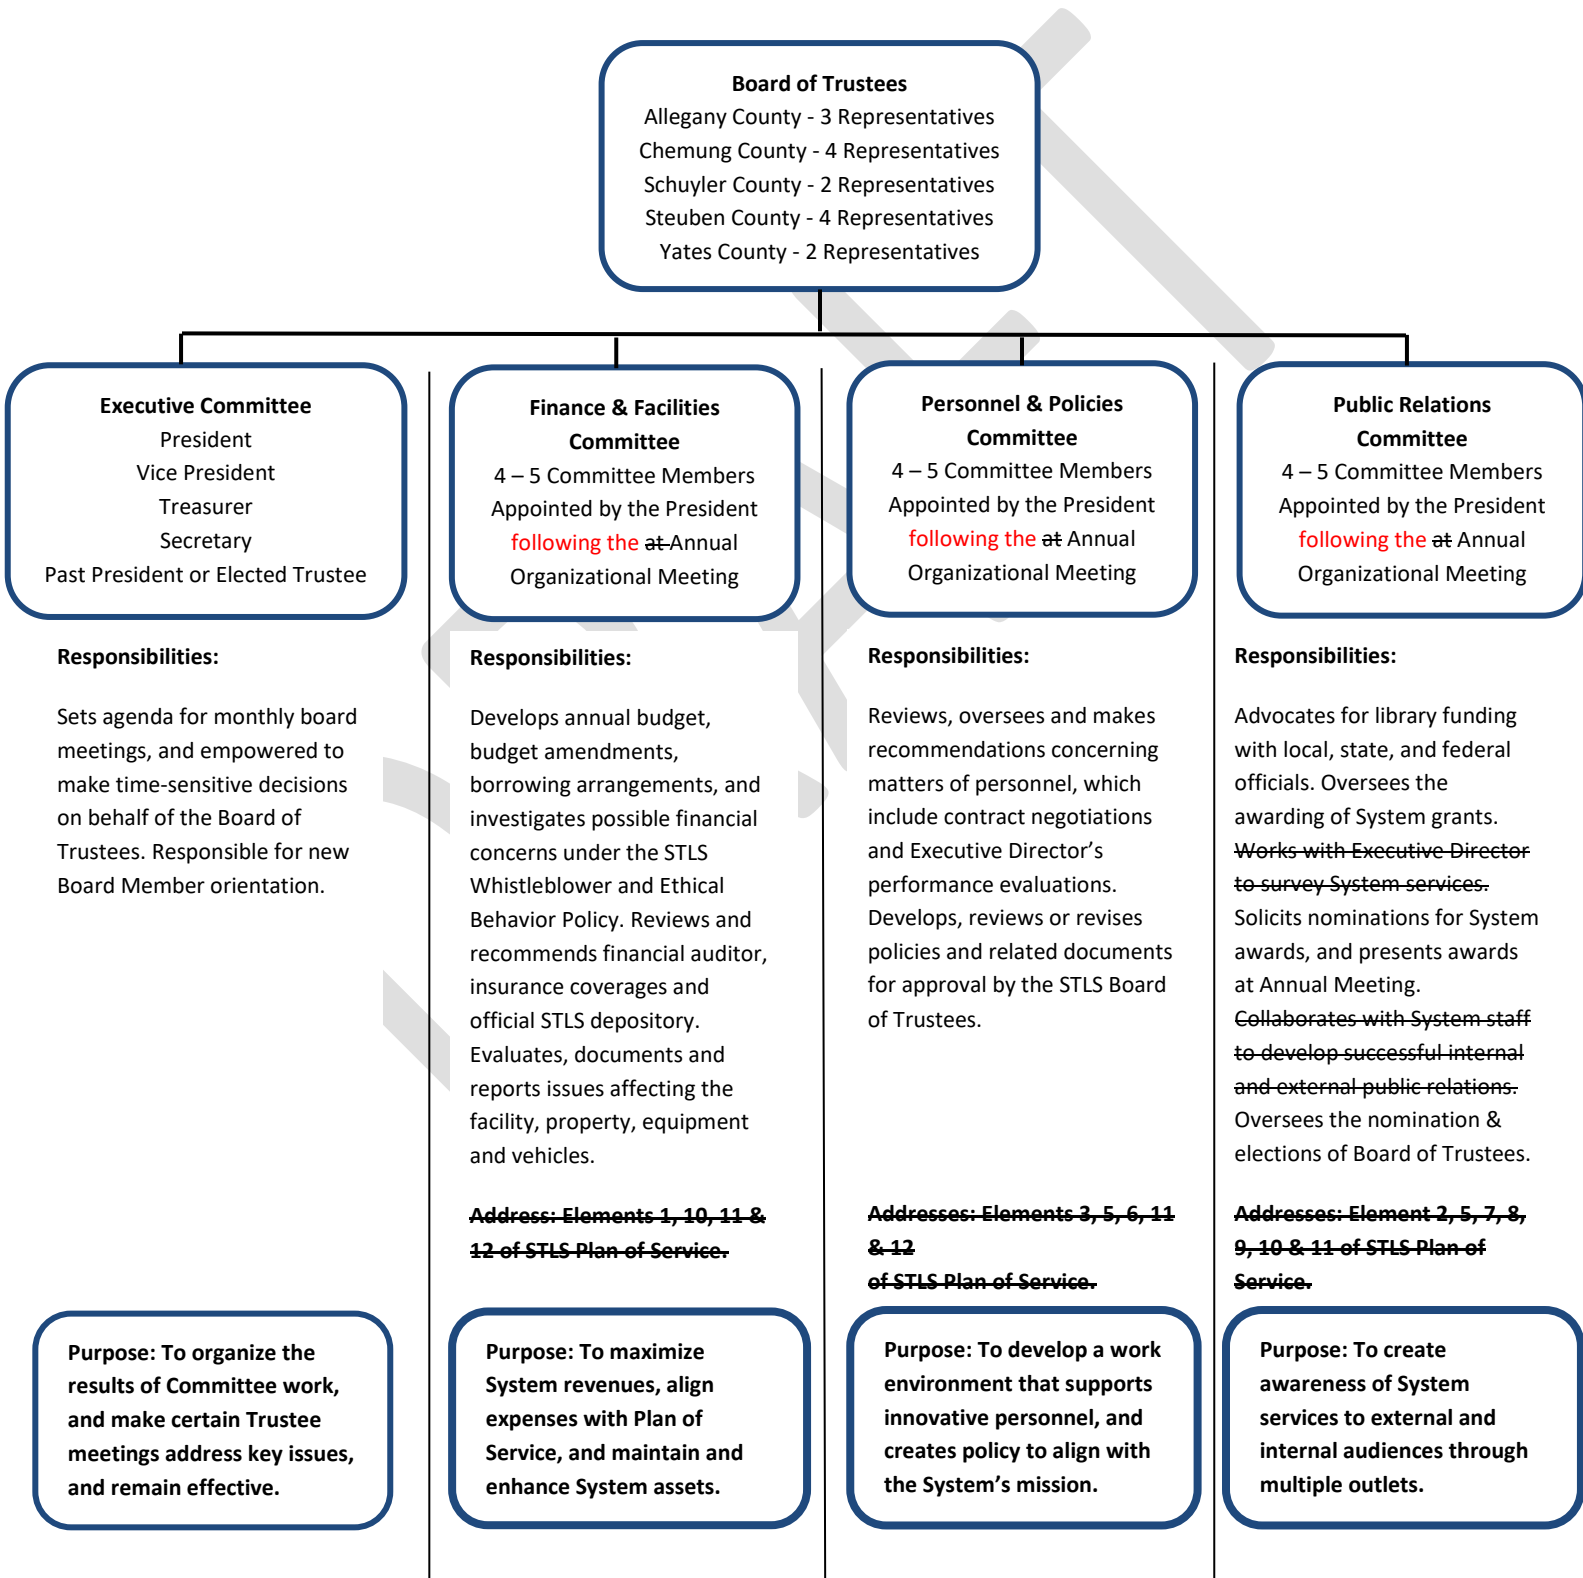 Board of Trustees
Allegany County - 3 Representatives
Chemung County - 4 Representatives
Schuyler County - 2 Representatives
Steuben County - 4 Representatives
Yates County - 2 Representatives
Executive Committee
President
Vice President
Treasurer
Secretary
Past President or Elected Trustee
Finance & Facilities
Committee
4 – 5 Committee Members
Appointed by the President
following the at Annual
Organizational Meeting
Personnel & Policies
Committee
4 – 5 Committee Members
Appointed by the President
following the at Annual
Organizational Meeting
Public Relations
Committee
4 – 5 Committee Members
Appointed by the President
following the at Annual
Organizational Meeting
Responsibilities:
Sets agenda for monthly board
meetings, and empowered to
make time-sensitive decisions
on behalf of the Board of
Trustees. Responsible for new
Board Member orientation.
Responsibilities:
Develops annual budget,
budget amendments,
borrowing arrangements, and
investigates possible financial
concerns under the STLS
Whistleblower and Ethical
Behavior Policy. Reviews and
recommends financial auditor,
insurance coverages and
official STLS depository.
Evaluates, documents and
reports issues affecting the
facility, property, equipment
and vehicles.
Address: Elements 1, 10, 11 &
12 of STLS Plan of Service.
Responsibilities:
Reviews, oversees and makes
recommendations concerning
matters of personnel, which
include contract negotiations
and Executive Director’s
performance evaluations.
Develops, reviews or revises
policies and related documents
for approval by the STLS Board
of Trustees.
Addresses: Elements 3, 5, 6, 11
& 12
of STLS Plan of Service.
Responsibilities:
Advocates for library funding
with local, state, and federal
officials. Oversees the
awarding of System grants.
Works with Executive Director
to survey System services.
Solicits nominations for System
awards, and presents awards
at Annual Meeting.
Collaborates with System staff
to develop successful internal
and external public relations.
Oversees the nomination &
elections of Board of Trustees.
Addresses: Element 2, 5, 7, 8,
9, 10 & 11 of STLS Plan of
Service.
Purpose: To organize the
results of Committee work,
and make certain Trustee
meetings address key issues,
and remain effective.
Purpose: To maximize
System revenues, align
expenses with Plan of
Service, and maintain and
enhance System assets.
Purpose: To develop a work
environment that supports
innovative personnel, and
creates policy to align with
the System’s mission.
Purpose: To create
awareness of System
services to external and
internal audiences through
multiple outlets.